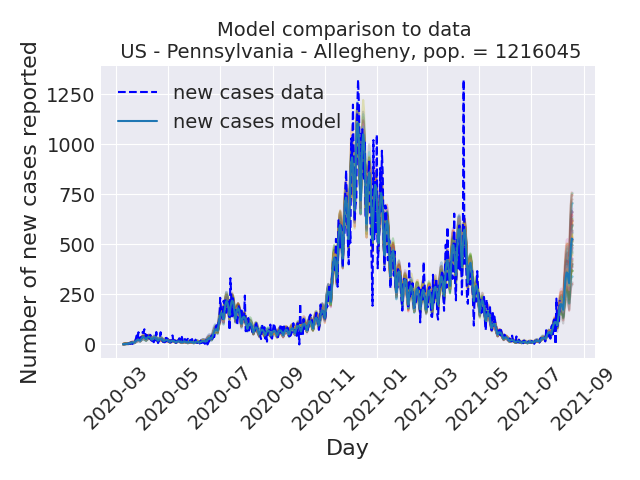 Model comparison to data
US - Pennsylvania - Allegheny, pop. = 1216045
Number of new cases reported
1250
1000
750
500
250
0
new cases data
new cases model
2020-03
2020-05
2020-07
2020-09
2020-11
2021-01
2021-03
2021-05
2021-07
2021-09
Day